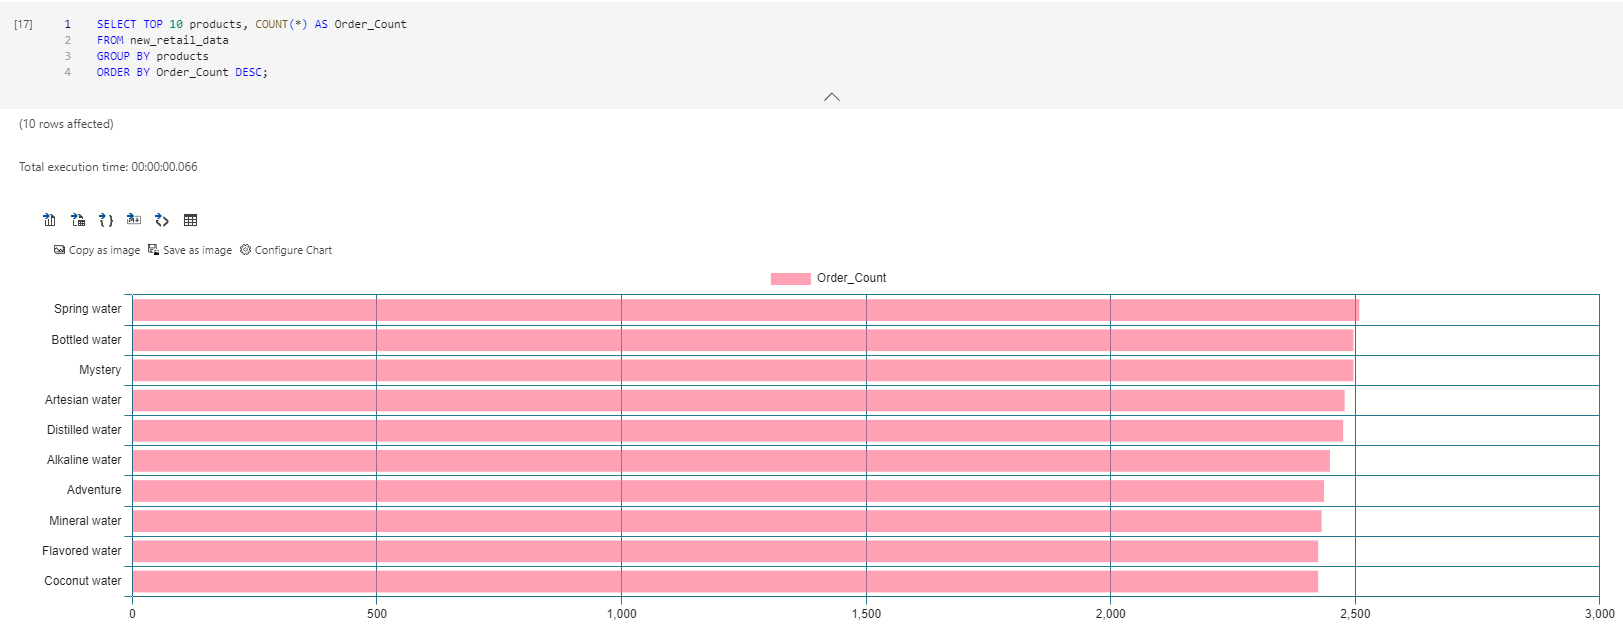 [17] 1 SELECT TOP 10 products, COUNT(*) AS Order_Count
2 FROM new_retail_data
3 GROUP BY products
4 ORDER BY Order_Count DESC;
(10 rows affected)
Total execution time: 00:00:00.066
Copy as image Save as image Configure Chart
Order_Count
Spring water
Bottled water
Mystery
Artesian water
Distilled water
Alkaline water
Adventure
Mineral water
Flavored water
Coconut water
0 500 1,000 1,500 2,000 2,500 3,000